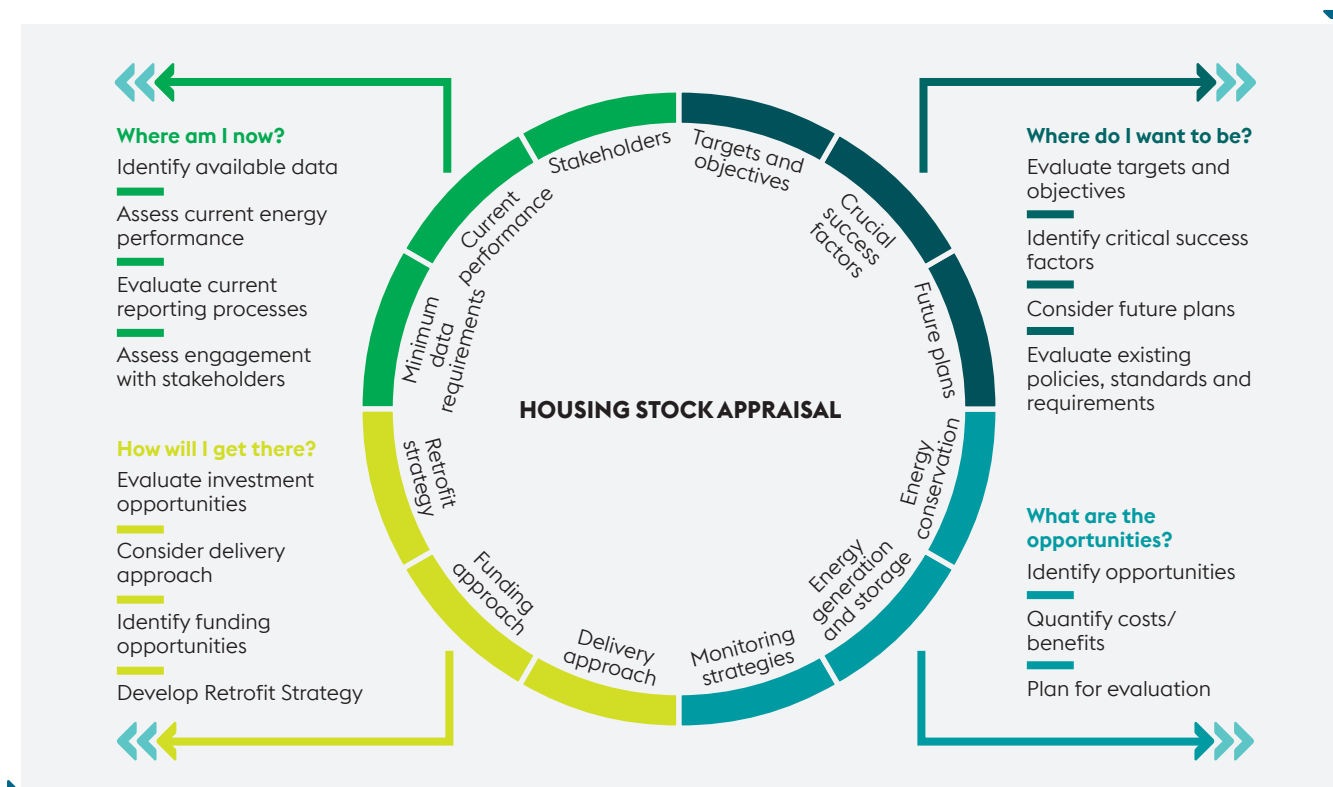 Where am I now?
Identify available data
Assess current energy
performance
Evaluate current
reporting processes
Assess engagement
with stakeholders
How will I get there?
Evaluate investment
opportunities
Consider delivery
approach
Identify funding
opportunities
Develop Retrofit Strategy
Stakeholders
Current
performance
Minimum
data
requirements
Targets and
objectives
Crucial
success
factors
Future plans
HOUSING STOCK APPRAISAL
Retrofit
strategy
Funding
approach
Delivery
approach
Monitoring
strategies
Energy
generation
and storage
Energy
conservation
Where do I want to be?
Evaluate targets and
objectives
Identify critical success
factors
Consider future plans
Evaluate existing
policies, standards and
requirements
What are the
opportunities?
Identify opportunities
Quantify costs/
benefits
Plan for evaluation